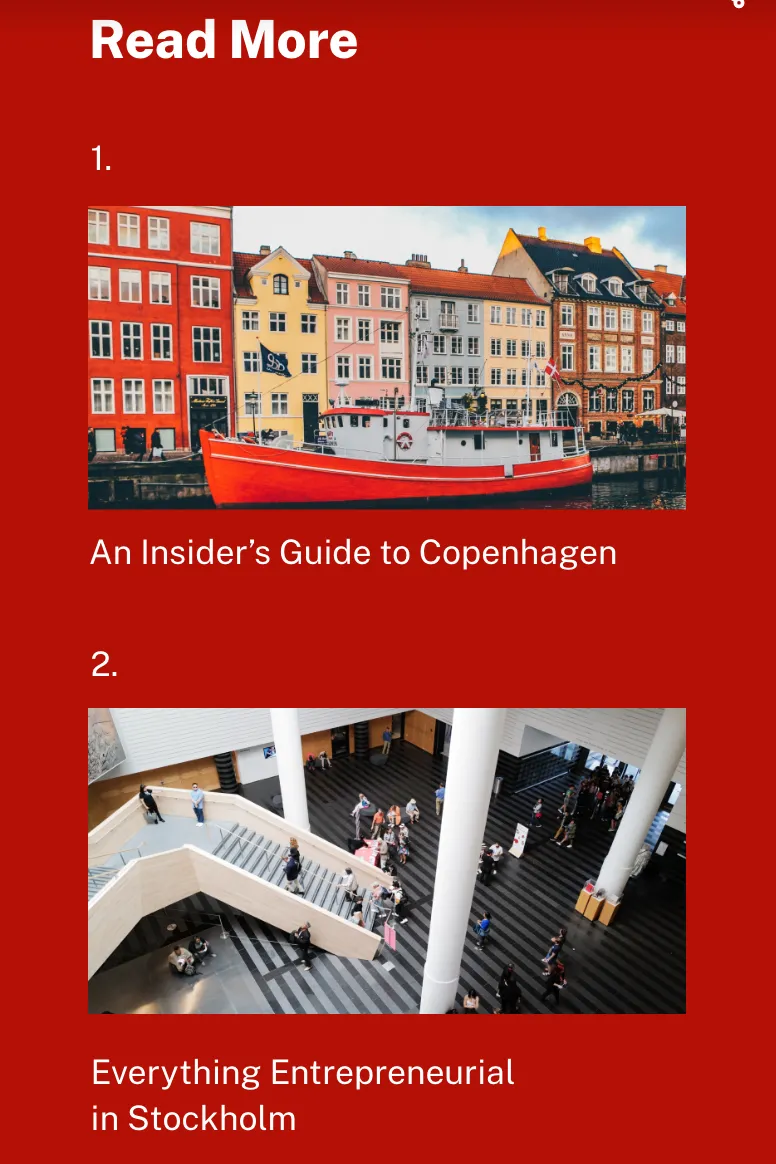 Read More
1.
An Insider’s Guide to Copenhagen
2.
Everything Entrepreneurial
in Stockholm